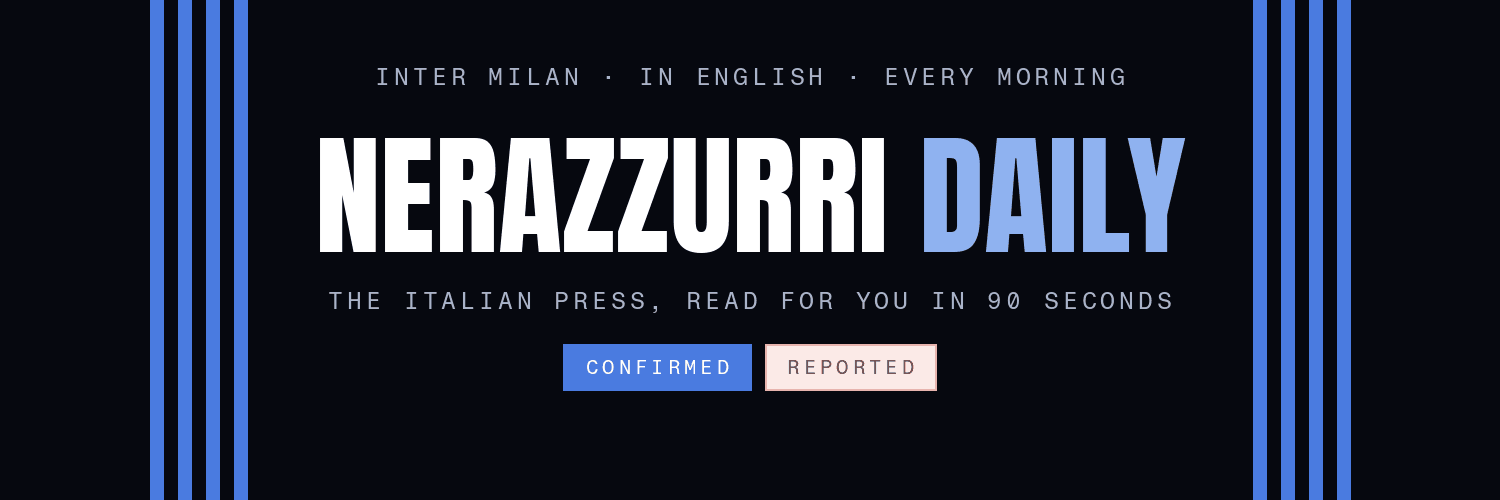 INTER MILAN · IN ENGLISH · EVERY MORNING
NERAZZURRI DAILY
THE ITALIAN PRESS, READ FOR YOU IN 90 SECONDS
CONFIRMED REPORTED